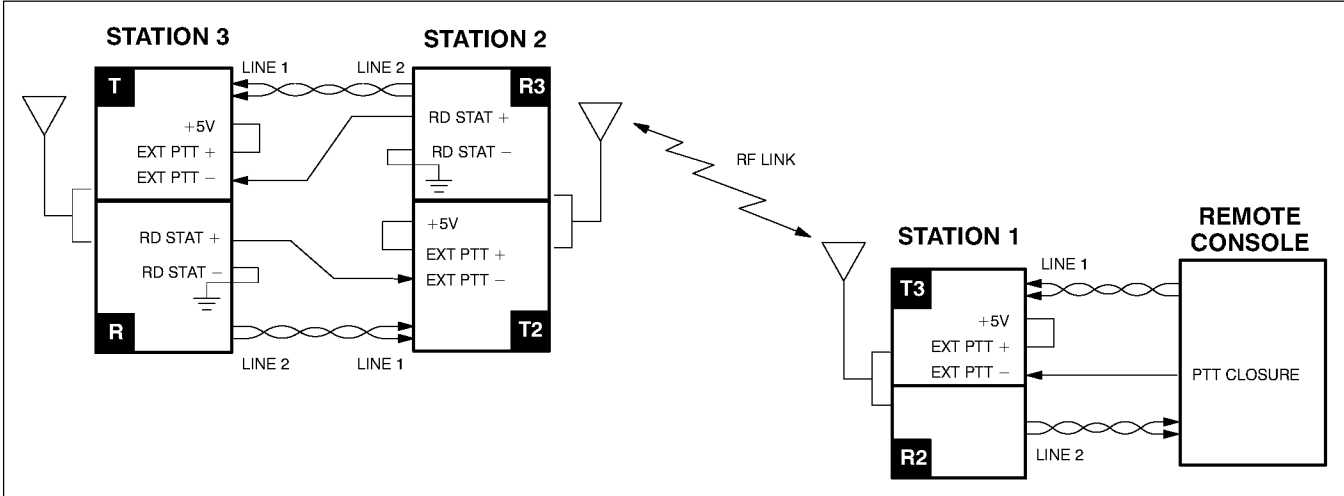 STATION 3
STATION 2
LINE 1
LINE 2
T
R3
+5V
EXT PTT +
EXT PTT −
RD STAT +
RD STAT −
RF LINK
RD STAT +
RD STAT −
R
+5V
EXT PTT +
EXT PTT −
T2
LINE 2
LINE 1
STATION 1
REMOTE
CONSOLE
LINE 1
T3
+5V
EXT PTT +
EXT PTT −
PTT CLOSURE
R2
LINE 2